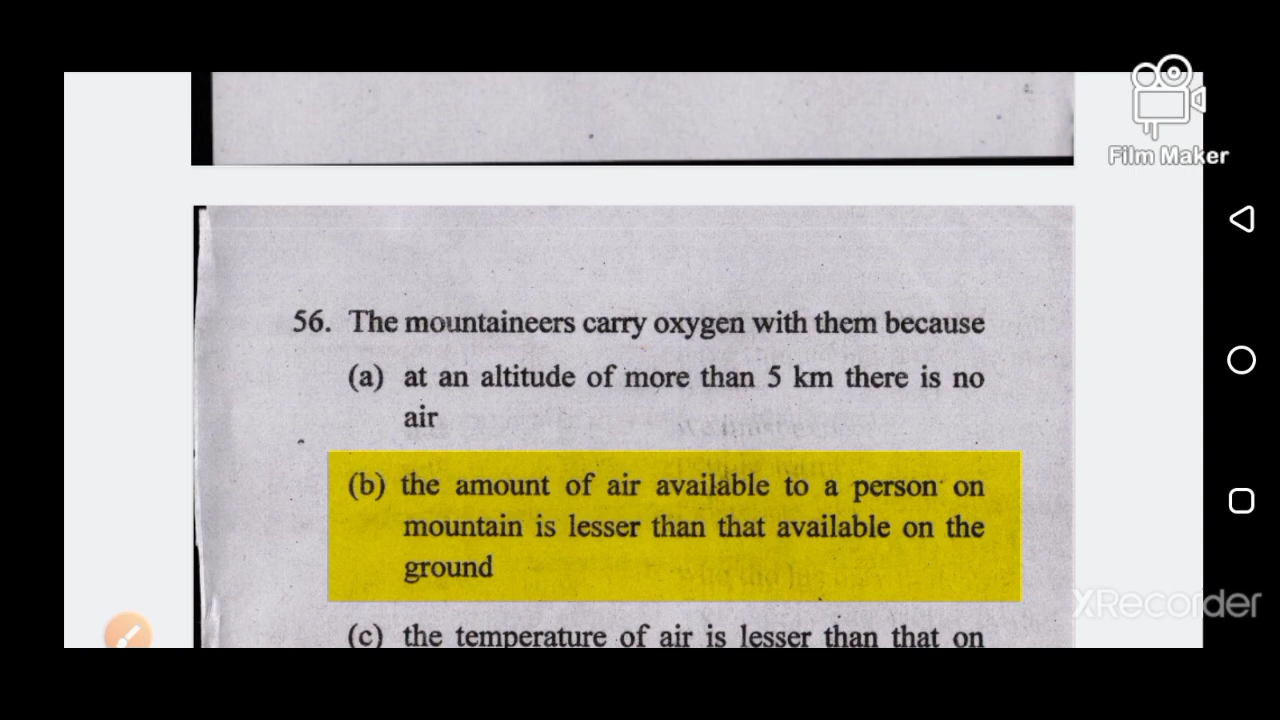 Film Maker
56. The mountaineers carry oxygen with them because
(a) at an altitude of more than 5 km there is no
air
(b) the amount of air available to a person on
mountain is lesser than that available on the
ground
XRecorder
(c) the temperature of air is lesser than that on